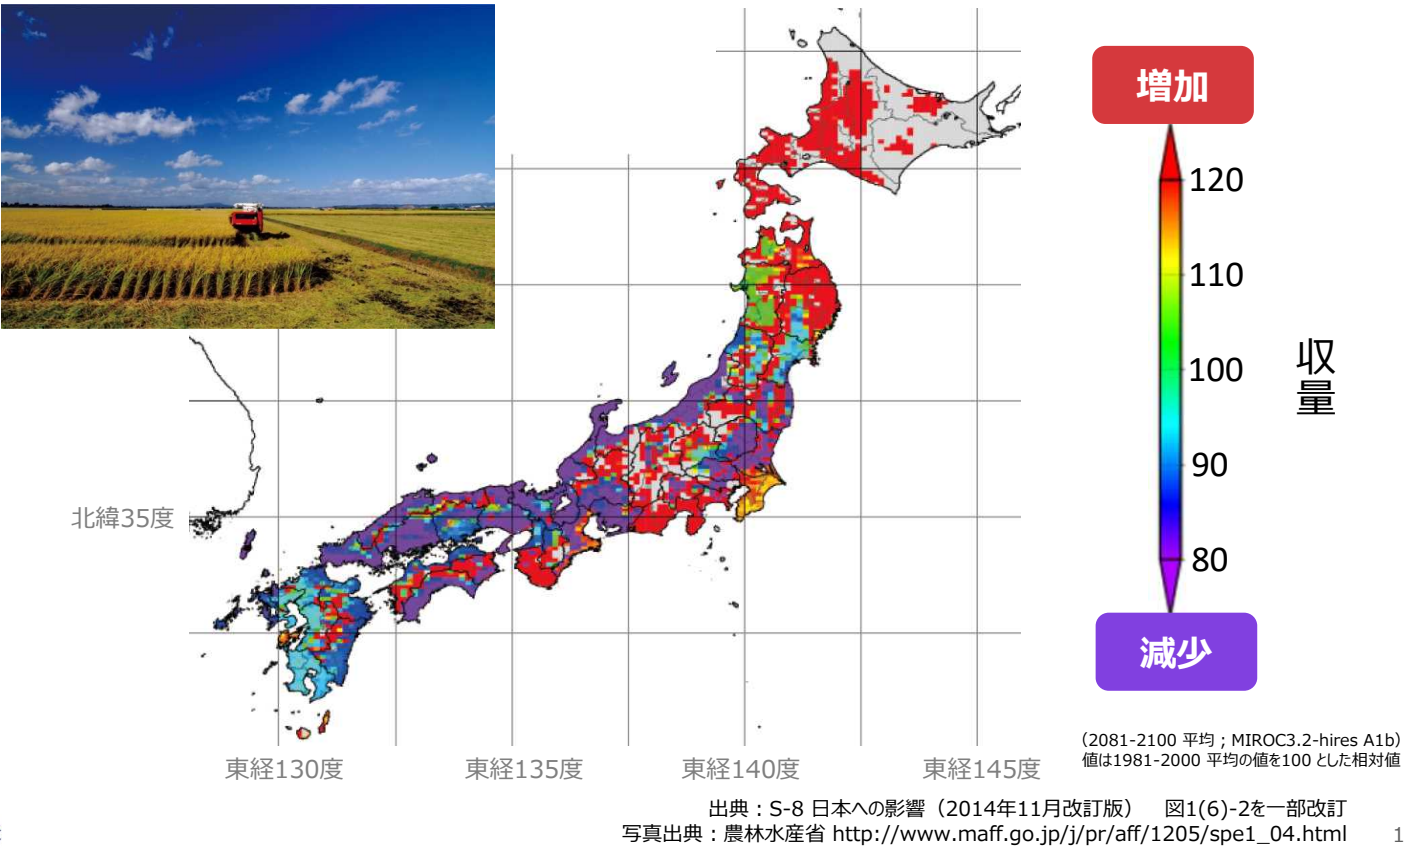 増加
120
110
100
90
80
収量
減少
北緯35度
東経130度
東経135度
東経140度
東経145度
（2081-2100 平均 ; MIROC3.2-hires A1b）
値は1981-2000 平均の値を100 とした相対値
出典：S-8 日本への影響（2014年11月改訂版）　図1(6)-2を一部改訂
写真出典：農林水産省 http://www.maff.go.jp/j/pr/aff/1205/spe1_04.html
1